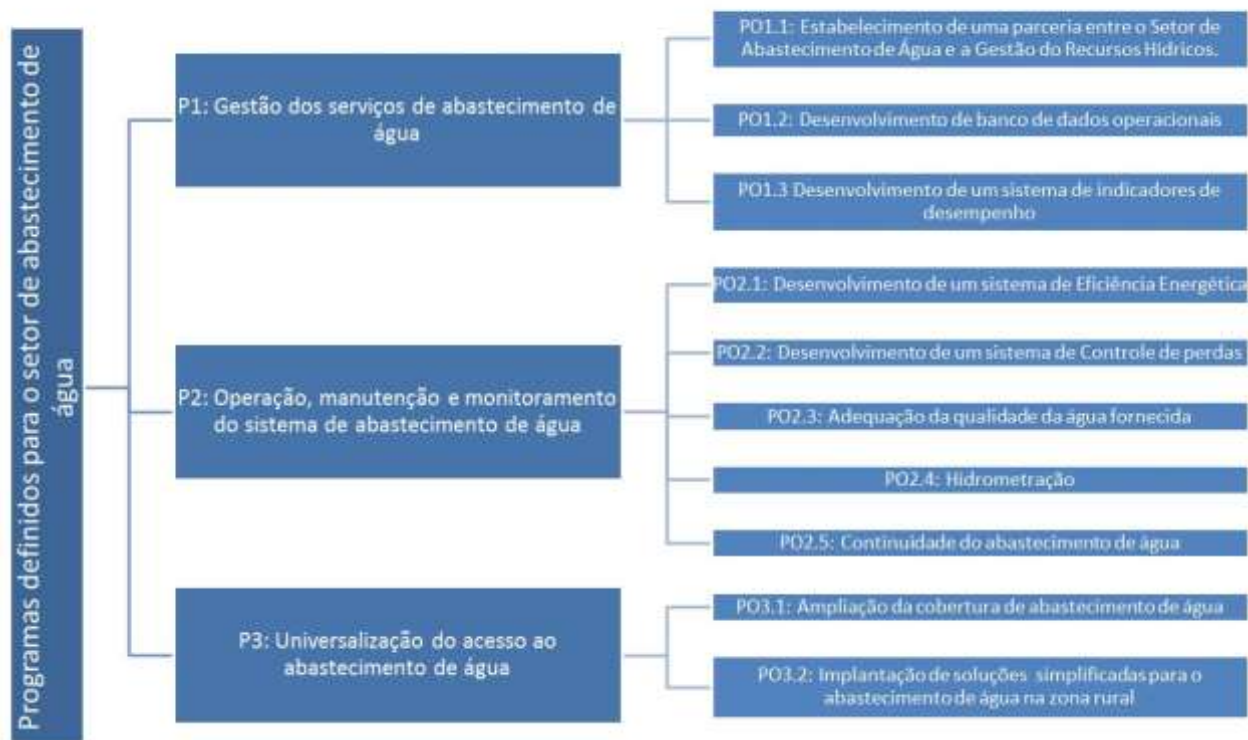 Programas definidos para o setor de abastecimento de
água
P1: Gestão dos serviços de abastecimento de
água
PO1.1: Estabelecimento de uma parceria entre o Setor de
Abastecimento de Água e a Gestão do Recursos Hídricos.
PO1.2: Desenvolvimento de banco de dados operacionais
PO1.3 Desenvolvimento de um sistema de indicadores de
desempenho
P2: Operação, manutenção e monitoramento
do sistema de abastecimento de água
PO2.1: Desenvolvimento de um sistema de Eficiência Energética
PO2.2: Desenvolvimento de um sistema de Controle de perdas
PO2.3: Adequação da qualidade da água fornecida
PO2.4: Hidrometração
PO2.5: Continuidade do abastecimento de água
P3: Universalização do acesso ao
abastecimento de água
PO3.1: Ampliação da cobertura de abastecimento de água
PO3.2: Implantação de soluções simplificadas para o
abastecimento de água na zona rural